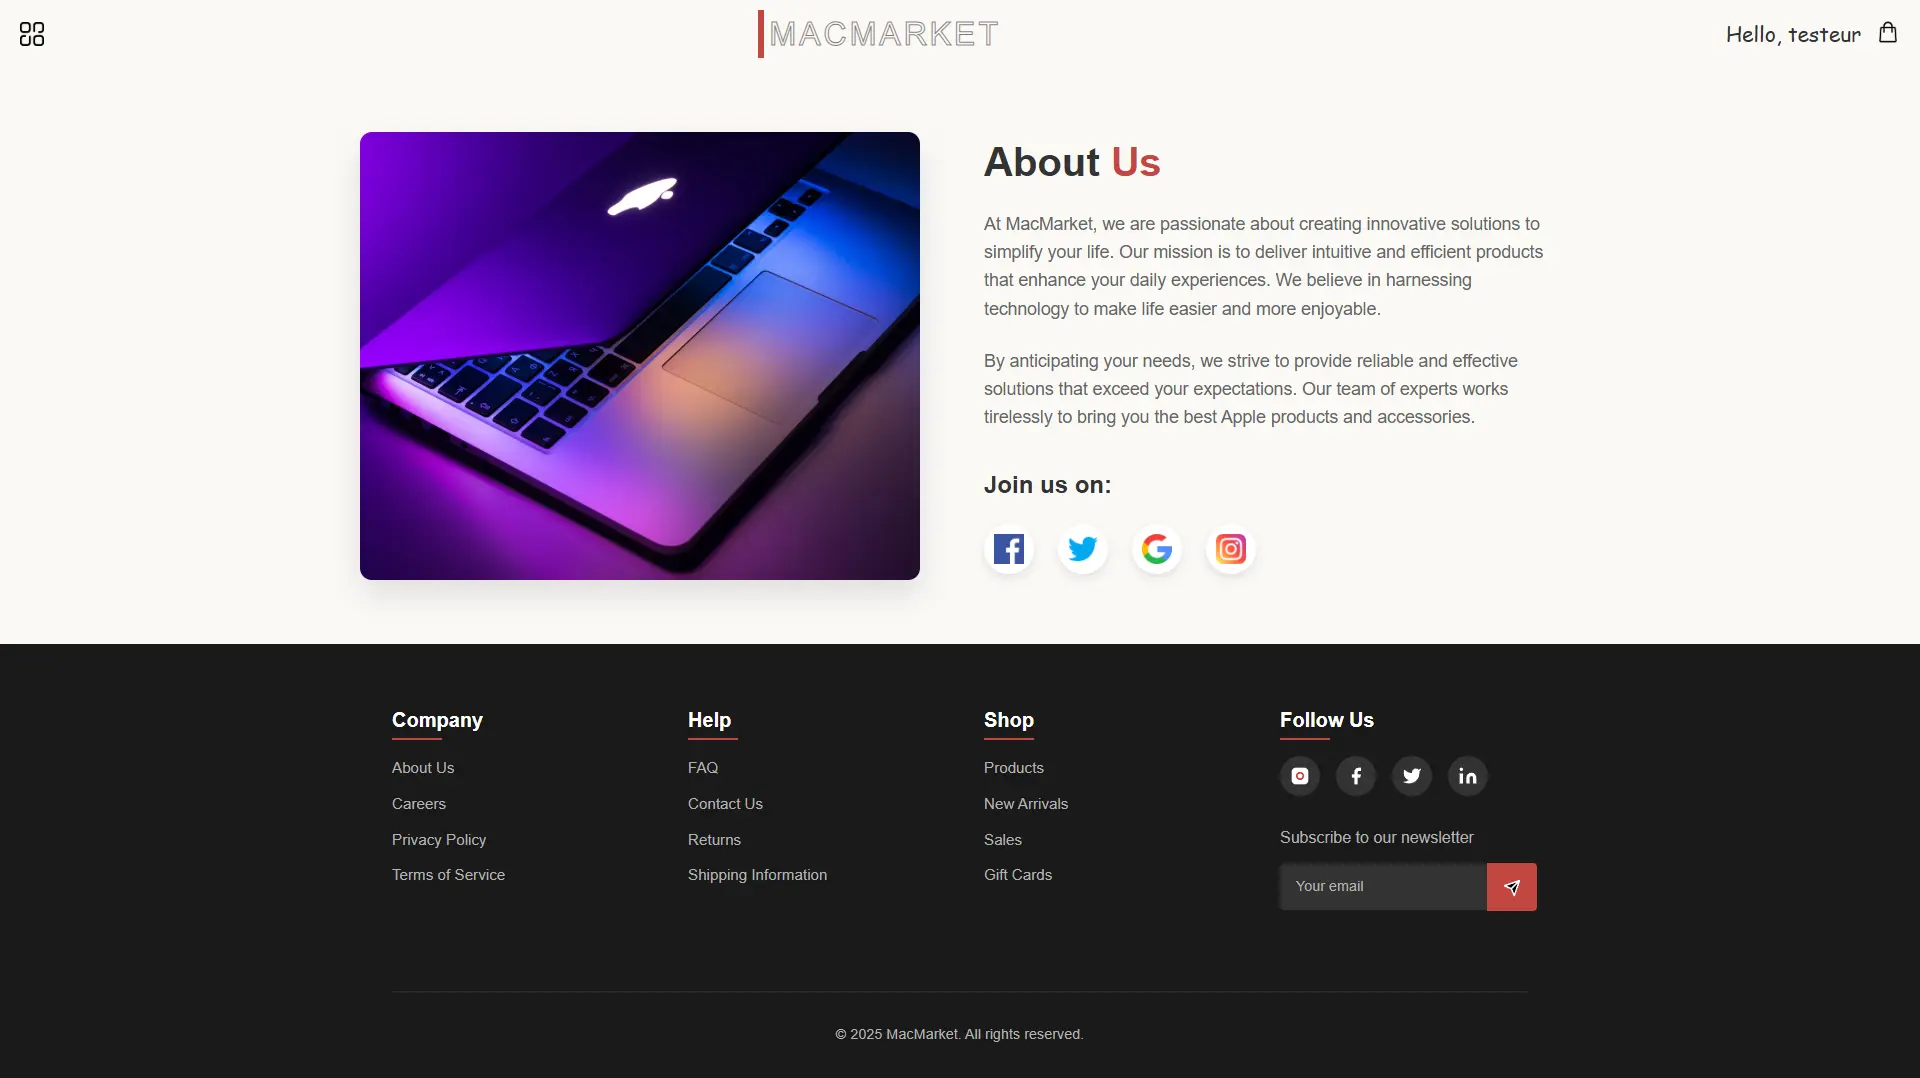 MACMARKET
Hello, testeur
About Us
At MacMarket, we are passionate about creating innovative solutions to
simplify your life. Our mission is to deliver intuitive and efficient products
that enhance your daily experiences. We believe in harnessing
technology to make life easier and more enjoyable.
By anticipating your needs, we strive to provide reliable and effective
solutions that exceed your expectations. Our team of experts works
tirelessly to bring you the best Apple products and accessories.
Join us on:
Company
About Us
Careers
Privacy Policy
Terms of Service
Help
FAQ
Contact Us
Returns
Shipping Information
Shop
Products
New Arrivals
Sales
Gift Cards
Follow Us
Subscribe to our newsletter
Your email
© 2025 MacMarket. All rights reserved.